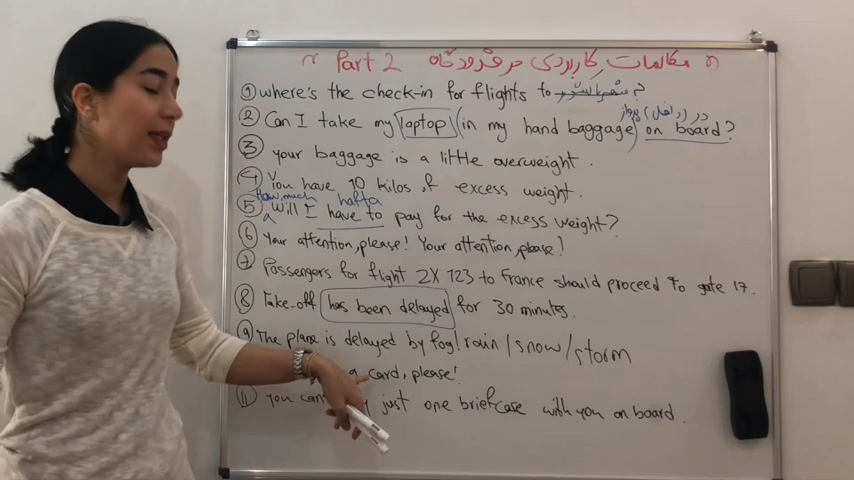 ~ Part 2 مکالمات کاربردی در فرودگاه ~
① where's the check-in for flights to ?
در (داخل) پرواز
② Can I take my laptop (in my hand baggage) on board?
③ your baggage is a little overweight.
④ You have 10 kilos of excess weight.
How much hafta
⑤ Will I have to pay for the excess weight?
⑥ Your attention, please! Your attention, please!
⑦ Passengers for flight 2X 123 to France should proceed to gate 17.
⑧ Take-off has been delayed for 30 minutes.
⑨ The plane is delayed by fog! rain / snow / storm
a card, please!
⑪ you can just one briefcase with you on board.